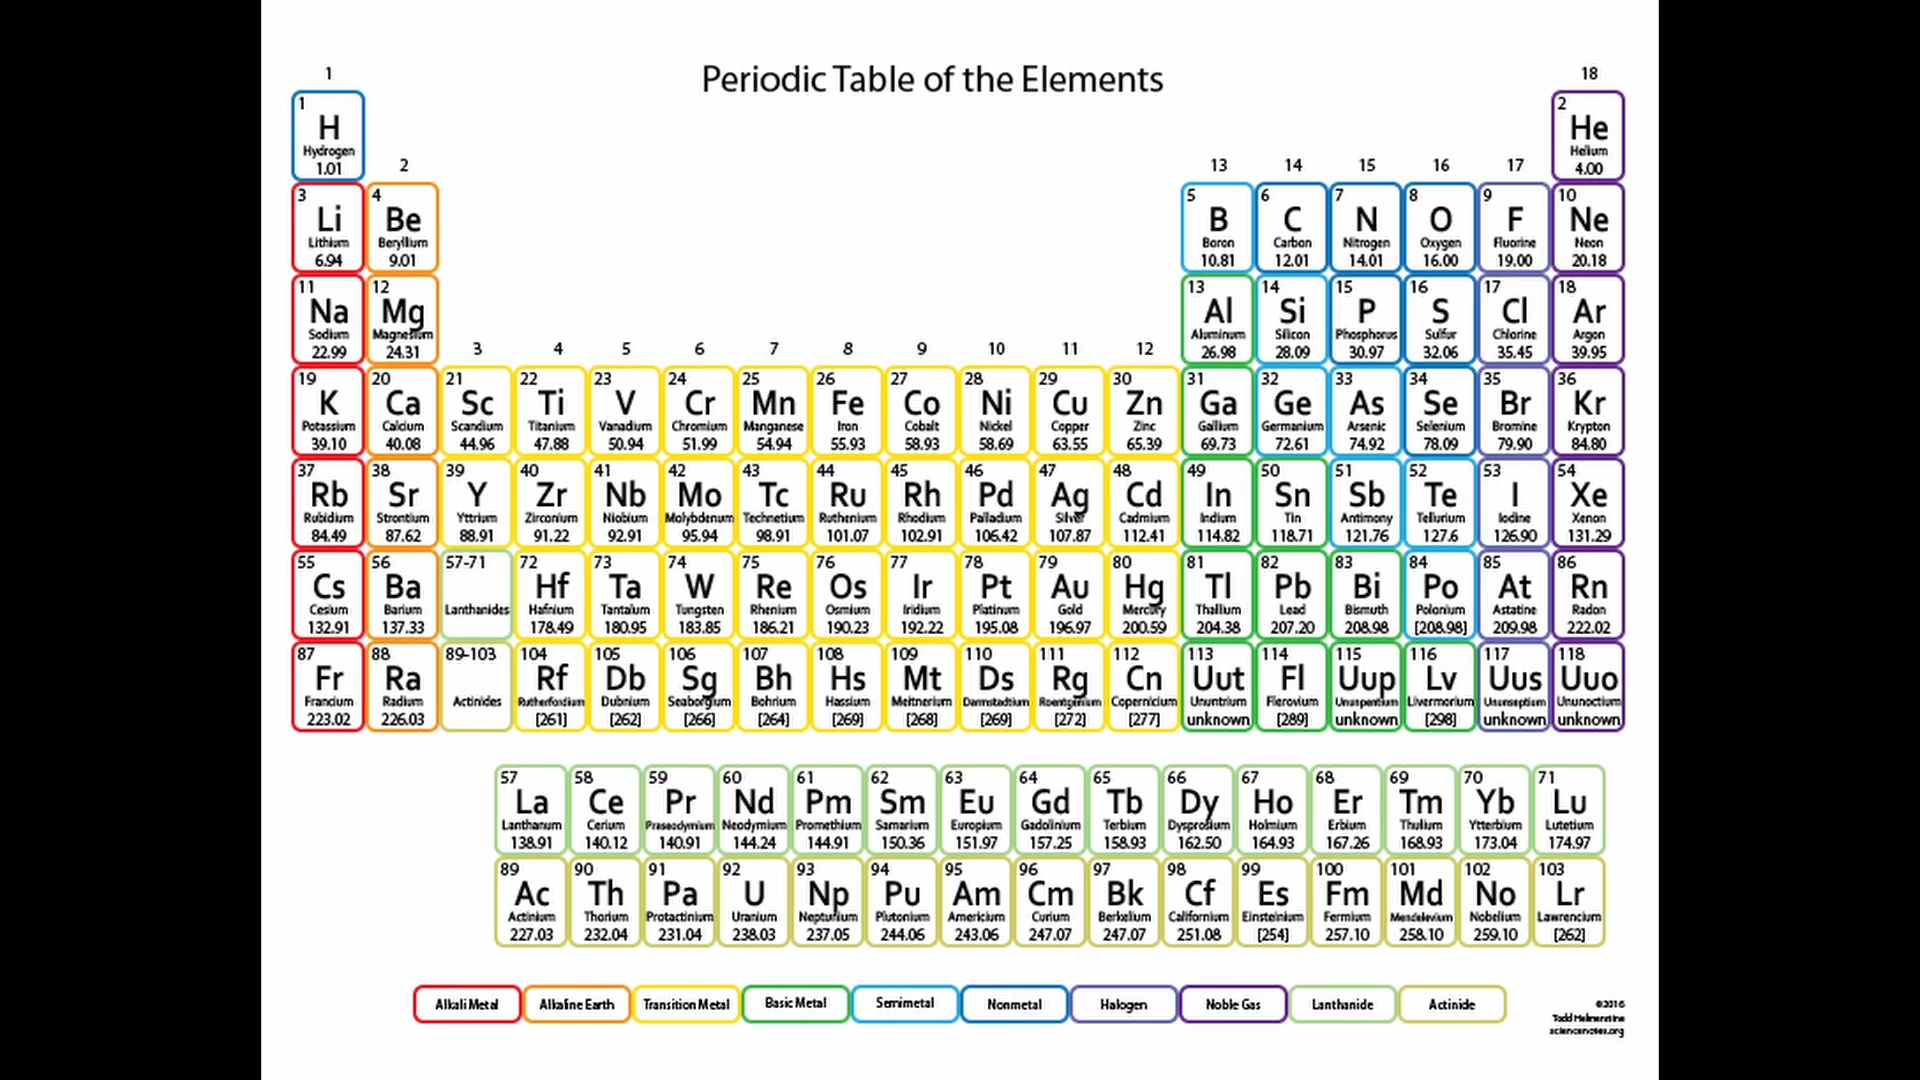 Periodic Table of the Elements
1 18
1 2
H He
Hydrogen Helium
1.01 4.00
2 13 14 15 16 17
3 4 5 6 7 8 9 10
Li Be B C N O F Ne
Lithium Beryllium Boron Carbon Nitrogen Oxygen Fluorine Neon
6.94 9.01 10.81 12.01 14.01 16.00 19.00 20.18
11 12 13 14 15 16 17 18
Na Mg Al Si P S Cl Ar
Sodium Magnesium Aluminum Silicon Phosphorus Sulfur Chlorine Argon
22.99 24.31 26.98 28.09 30.97 32.06 35.45 39.95
3 4 5 6 7 8 9 10 11 12
19 20 21 22 23 24 25 26 27 28 29 30 31 32 33 34 35 36
K Ca Sc Ti V Cr Mn Fe Co Ni Cu Zn Ga Ge As Se Br Kr
Potassium Calcium Scandium Titanium Vanadium Chromium Manganese Iron Cobalt Nickel Copper Zinc Gallium Germanium Arsenic Selenium Bromine Krypton
39.10 40.08 44.96 47.88 50.94 51.99 54.94 55.93 58.93 58.69 63.55 65.39 69.73 72.61 74.92 78.09 79.90 84.80
37 38 39 40 41 42 43 44 45 46 47 48 49 50 51 52 53 54
Rb Sr Y Zr Nb Mo Tc Ru Rh Pd Ag Cd In Sn Sb Te I Xe
Rubidium Strontium Yttrium Zirconium Niobium Molybdenum Technetium Ruthenium Rhodium Palladium Silver Cadmium Indium Tin Antimony Tellurium Iodine Xenon
84.49 87.62 88.91 91.22 92.91 95.94 98.91 101.07 102.91 106.42 107.87 112.41 114.82 118.71 121.76 127.6 126.90 131.29
55 56 57-71 72 73 74 75 76 77 78 79 80 81 82 83 84 85 86
Cs Ba Hf Ta W Re Os Ir Pt Au Hg Tl Pb Bi Po At Rn
Cesium Barium Lanthanides Hafnium Tantalum Tungsten Rhenium Osmium Iridium Platinum Gold Mercury Thallium Lead Bismuth Polonium Astatine Radon
132.91 137.33 178.49 180.95 183.85 186.21 190.23 192.22 195.08 196.97 200.59 204.38 207.20 208.98 [208.98] 209.98 222.02
87 88 89-103 104 105 106 107 108 109 110 111 112 113 114 115 116 117 118
Fr Ra Rf Db Sg Bh Hs Mt Ds Rg Cn Uut Fl Uup Lv Uus Uuo
Francium Radium Actinides Rutherfordium Dubnium Seaborgium Bohrium Hassium Meitnerium Darmstadtium Roentgenium Copernicium Ununtrium Flerovium Ununpentium Livermorium Ununseptium Ununoctium
223.02 226.03 [261] [262] [266] [264] [269] [268] [269] [272] [277] unknown [289] unknown [298] unknown unknown
57 58 59 60 61 62 63 64 65 66 67 68 69 70 71
La Ce Pr Nd Pm Sm Eu Gd Tb Dy Ho Er Tm Yb Lu
Lanthanum Cerium Praseodymium Neodymium Promethium Samarium Europium Gadolinium Terbium Dysprosium Holmium Erbium Thulium Ytterbium Lutetium
138.91 140.12 140.91 144.24 144.91 150.36 151.97 157.25 158.93 162.50 164.93 167.26 168.93 173.04 174.97
89 90 91 92 93 94 95 96 97 98 99 100 101 102 103
Ac Th Pa U Np Pu Am Cm Bk Cf Es Fm Md No Lr
Actinium Thorium Protactinium Uranium Neptunium Plutonium Americium Curium Berkelium Californium Einsteinium Fermium Mendelevium Nobelium Lawrencium
227.03 232.04 231.04 238.03 237.05 244.06 243.06 247.07 247.07 251.08 [254] 257.10 258.10 259.10 [262]
Alkali Metal Alkaline Earth Transition Metal Basic Metal Semimetal Nonmetal Halogen Noble Gas Lanthanide Actinide
©2016
Todd Helmenstine
sciencenotes.org